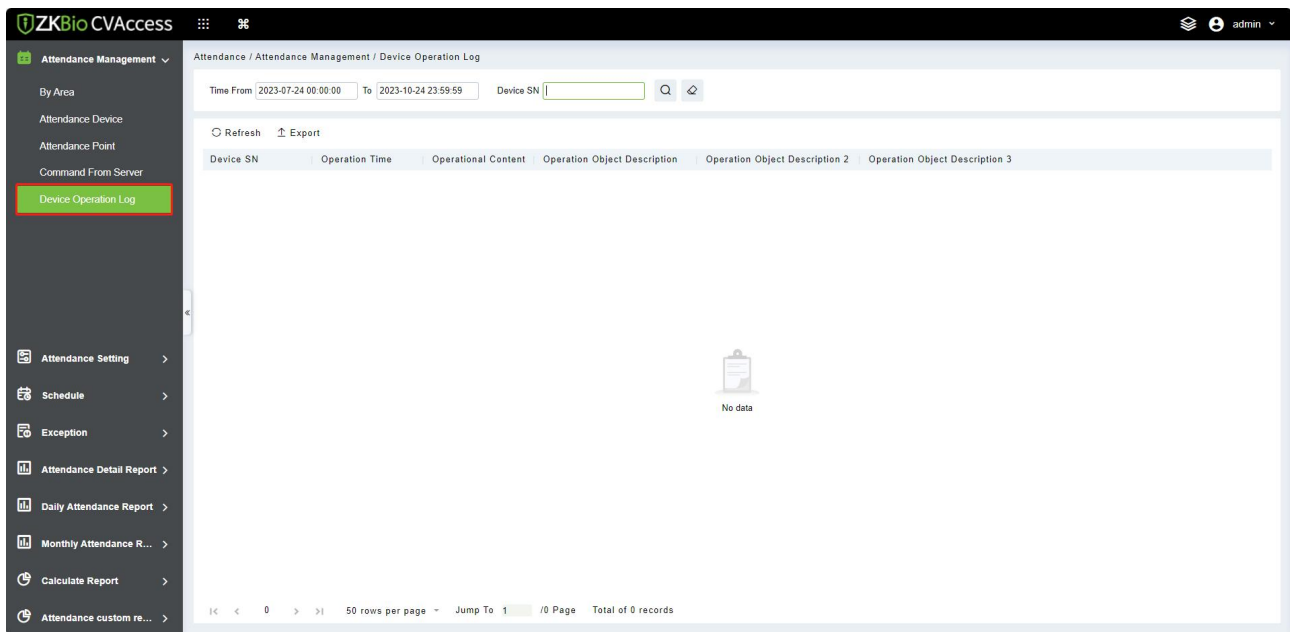 ZKBio CVAccess
admin
Attendance Management
By Area
Attendance Device
Attendance Point
Command From Server
Device Operation Log
Attendance Setting
Schedule
Exception
Attendance Detail Report
Daily Attendance Report
Monthly Attendance R...
Calculate Report
Attendance custom re...
Attendance / Attendance Management / Device Operation Log
Time From 2023-07-24 00:00:00 To 2023-10-24 23:59:59 Device SN
Refresh Export
Device SN Operation Time Operational Content Operation Object Description Operation Object Description 2 Operation Object Description 3
No data
0 50 rows per page Jump To 1 /0 Page Total of 0 records